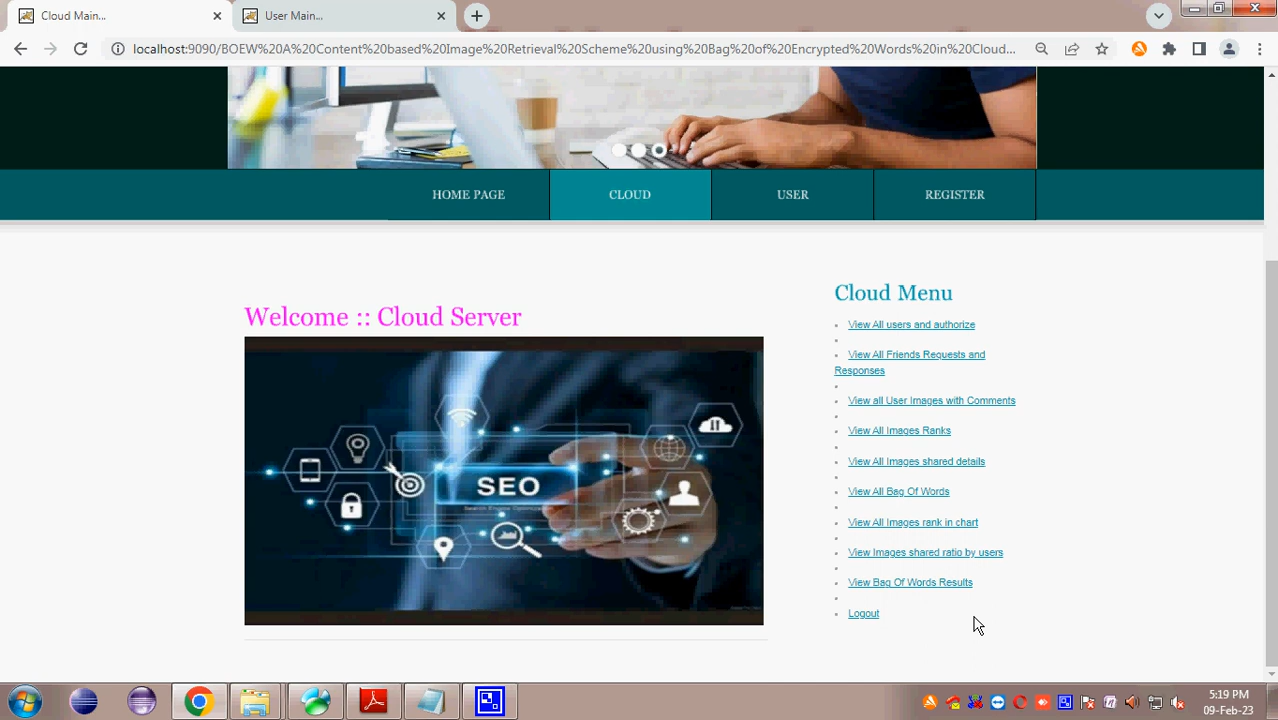 Cloud Main...
User Main...
localhost:9090/BOEW%20A%20Content%20based%20Image%20Retrieval%20Scheme%20using%20Bag%20of%20Encrypted%20Words%20in%20Cloud...
HOME PAGE
CLOUD
USER
REGISTER
Welcome :: Cloud Server
SEO
Search Engine Optimization
Cloud Menu
View All users and authorize
View All Friends Requests and
Responses
View all User Images with Comments
View All Images Ranks
View All Images shared details
View All Bag Of Words
View All Images rank in chart
View Images shared ratio by users
View Bag Of Words Results
Logout
5:19 PM
09-Feb-23